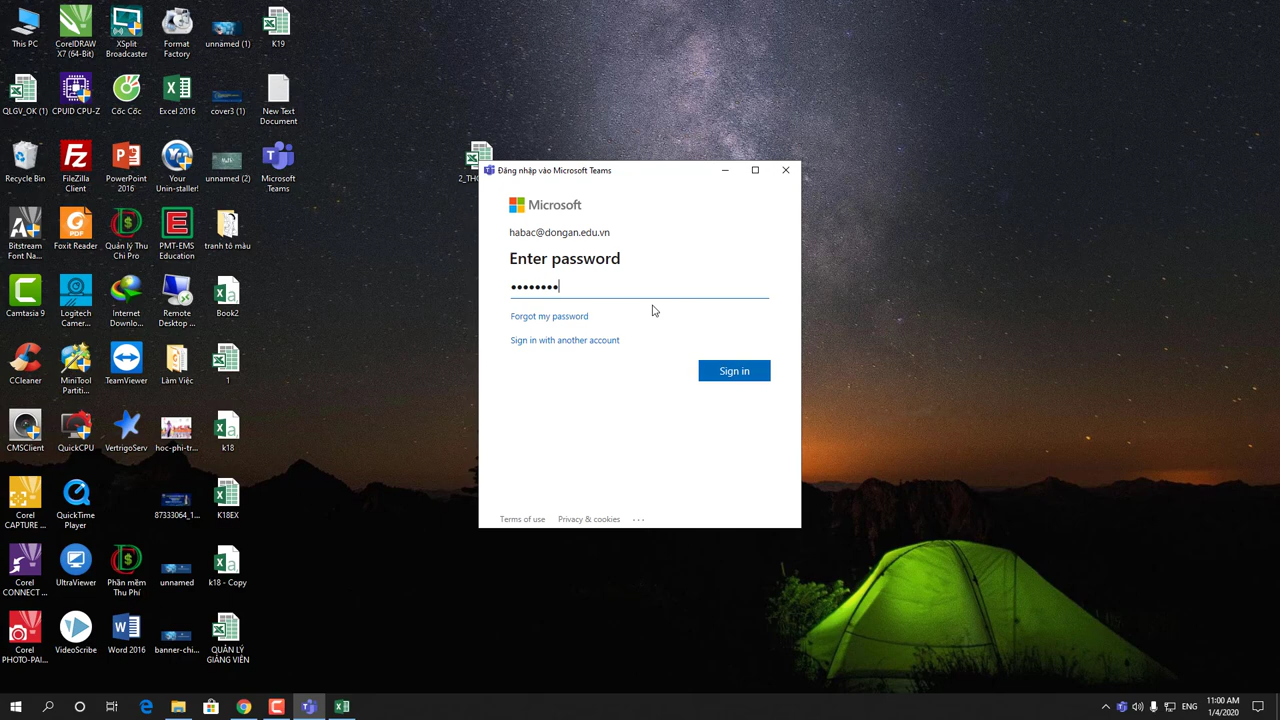 This PC
CorelDRAW
X7 (64-Bit)
XSplit
Broadcaster
Format
Factory
unnamed (1)
K19
QLGV_OK (1)
CPUID CPU-Z
Cốc Cốc
Excel 2016
cover3 (1)
New Text
Document
Recycle Bin
FileZilla
Client
PowerPoint
2016
Your
Unin-staller!
unnamed (2)
Microsoft
Teams
Bitstream
Font Na...
Foxit Reader
Quản lý Thu
Chi Pro
PMT-EMS
Education
tranh tô màu
Camtasia 9
Logitech
Camer...
Internet
Downlo...
Remote
Desktop ...
Book2
CCleaner
MiniTool
Partiti...
TeamViewer
Làm Việc
1
CMSClient
QuickCPU
VertrigoServ
hoc-phi-tr...
k18
Corel
CAPTURE ...
QuickTime
Player
87333064_1...
K18EX
Corel
CONNECT ...
UltraViewer
Phần mềm
Thu Phí
unnamed
k18 - Copy
Corel
PHOTO-PAI...
VideoScribe
Word 2016
banner-chi...
QUẢN LÝ
GIẢNG VIÊN
Đăng nhập vào Microsoft Teams
Microsoft
habac@dongan.edu.vn
Enter password
••••••••
Forgot my password
Sign in with another account
Sign in
Terms of use Privacy & cookies ...
ENG
11:00 AM
1/4/2020